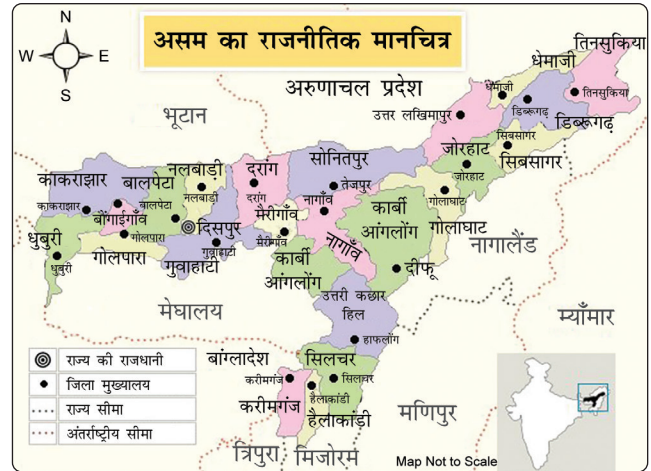 असम का राजनीतिक मानचित्र
N
W
E
S
तिनसुकिया
धेमाजी
अरुणाचल प्रदेश
धेमाजी
तिनसुकिया
डिब्रूगढ़
उत्तर लखिमापुर
भूटान
डिब्रूगढ़
सिबसागर
जोरहाट
सिबसागर
नलबाड़ी
दरांग
सोनितपुर
जोरहाट
काकराझार
बालपेटा
तेजपुर
गोलाघाट
नलबाड़ी
दरांग
काकराझार
बालपेटा
नागाँव
कार्बी
आंगलोंग
बोंगाईगाँव
दिसपुर
मैरीगाँव
गोलाघाट
धुबुरी
गोलपारा
गुवाहाटी
मैरीगाँव
नागाँव
नागालैंड
गोलपारा
गुवाहाटी
कार्बी
आंगलोंग
दीफू
धुबुरी
मेघालय
उत्तरी कछार
हिल
म्याँमार
हाफलोंग
बांग्लादेश
सिलचर
करीमगंज
सिलचर
हैलाकांडी
करीमगंज
हैलाकांडी
मणिपुर
त्रिपुरा
मिजोरम
राज्य की राजधानी
जिला मुख्यालय
राज्य सीमा
अंतर्राष्ट्रीय सीमा
Map Not to Scale